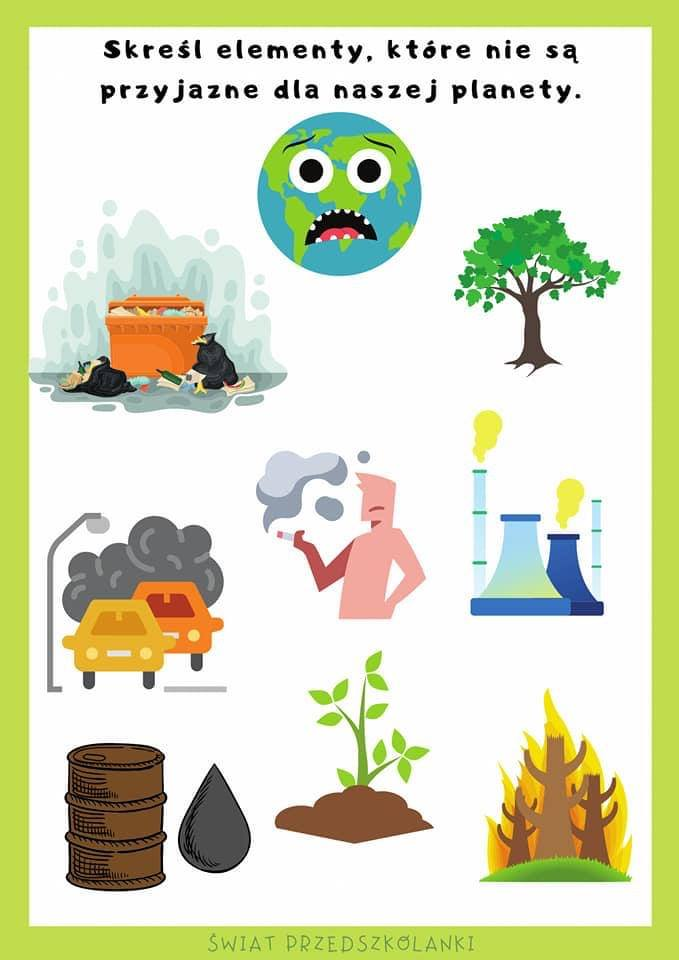 Skreśl elementy, które nie są
przyjazne dla naszej planety.
ŚWIAT PRZEDSZKOLANKI